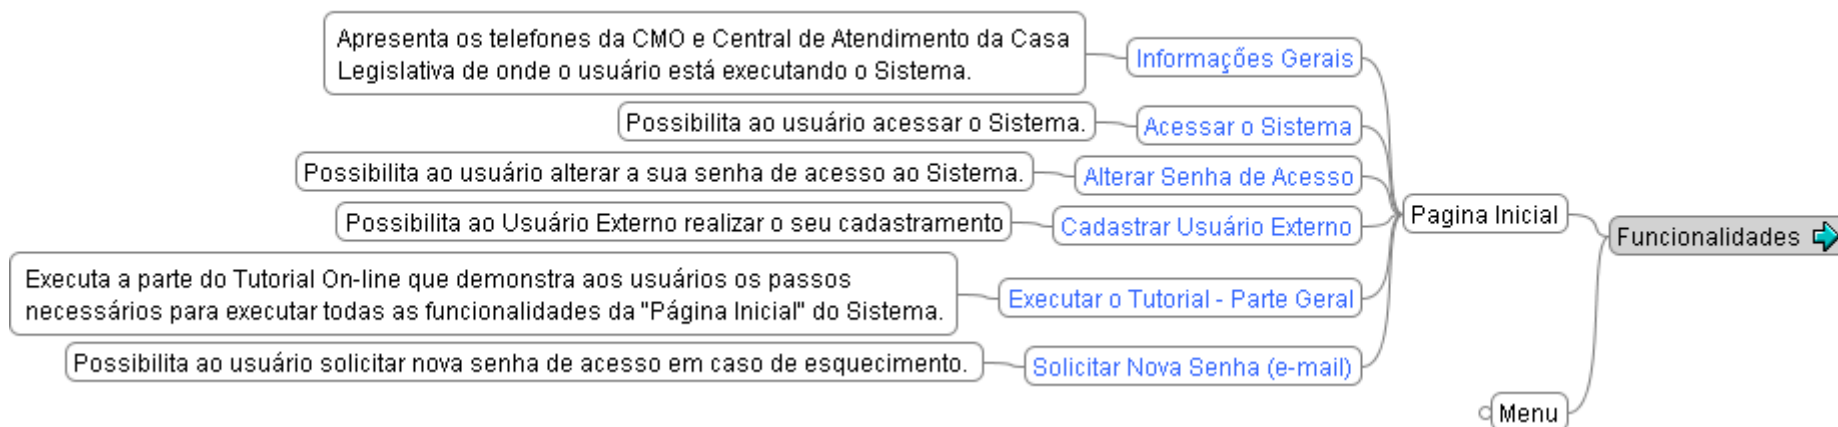 Apresenta os telefones da CMO e Central de Atendimento da Casa
Legislativa de onde o usuário está executando o Sistema.
Informações Gerais
Possibilita ao usuário acessar o Sistema.
Acessar o Sistema
Possibilita ao usuário alterar a sua senha de acesso ao Sistema.
Alterar Senha de Acesso
Possibilita ao Usuário Externo realizar o seu cadastramento
Cadastrar Usuário Externo
Pagina Inicial
Funcionalidades
Executa a parte do Tutorial On-line que demonstra aos usuários os passos
necessários para executar todas as funcionalidades da "Página Inicial" do Sistema.
Executar o Tutorial - Parte Geral
Possibilita ao usuário solicitar nova senha de acesso em caso de esquecimento.
Solicitar Nova Senha (e-mail)
Menu